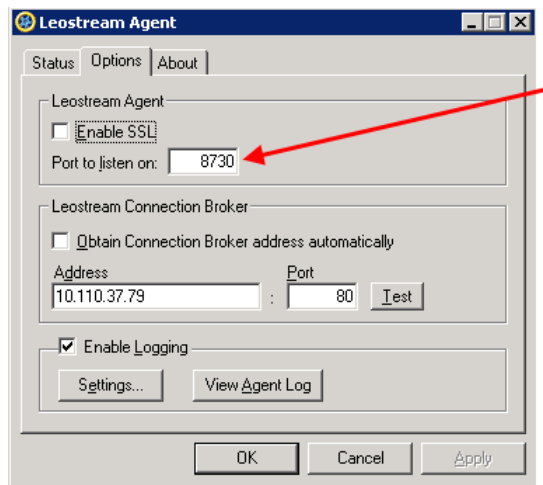 Leostream Agent
Status Options About
Leostream Agent
Enable SSL
Port to listen on: 8730
Leostream Connection Broker
Obtain Connection Broker address automatically
Address Port
10.110.37.79 : 80 Test
Enable Logging
Settings... View Agent Log
OK Cancel Apply